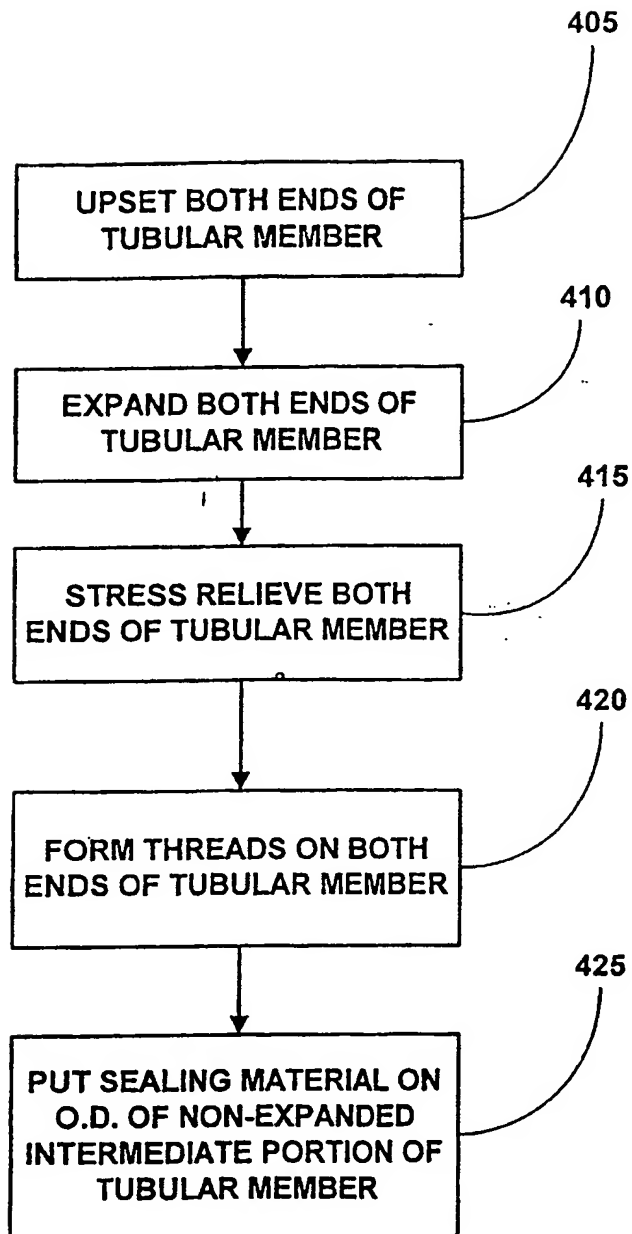 405
UPSET BOTH ENDS OF
TUBULAR MEMBER
410
EXPAND BOTH ENDS OF
TUBULAR MEMBER
415
STRESS RELIEVE BOTH
ENDS OF TUBULAR MEMBER
420
FORM THREADS ON BOTH
ENDS OF TUBULAR MEMBER
425
PUT SEALING MATERIAL ON
O.D. OF NON-EXPANDED
INTERMEDIATE PORTION OF
TUBULAR MEMBER